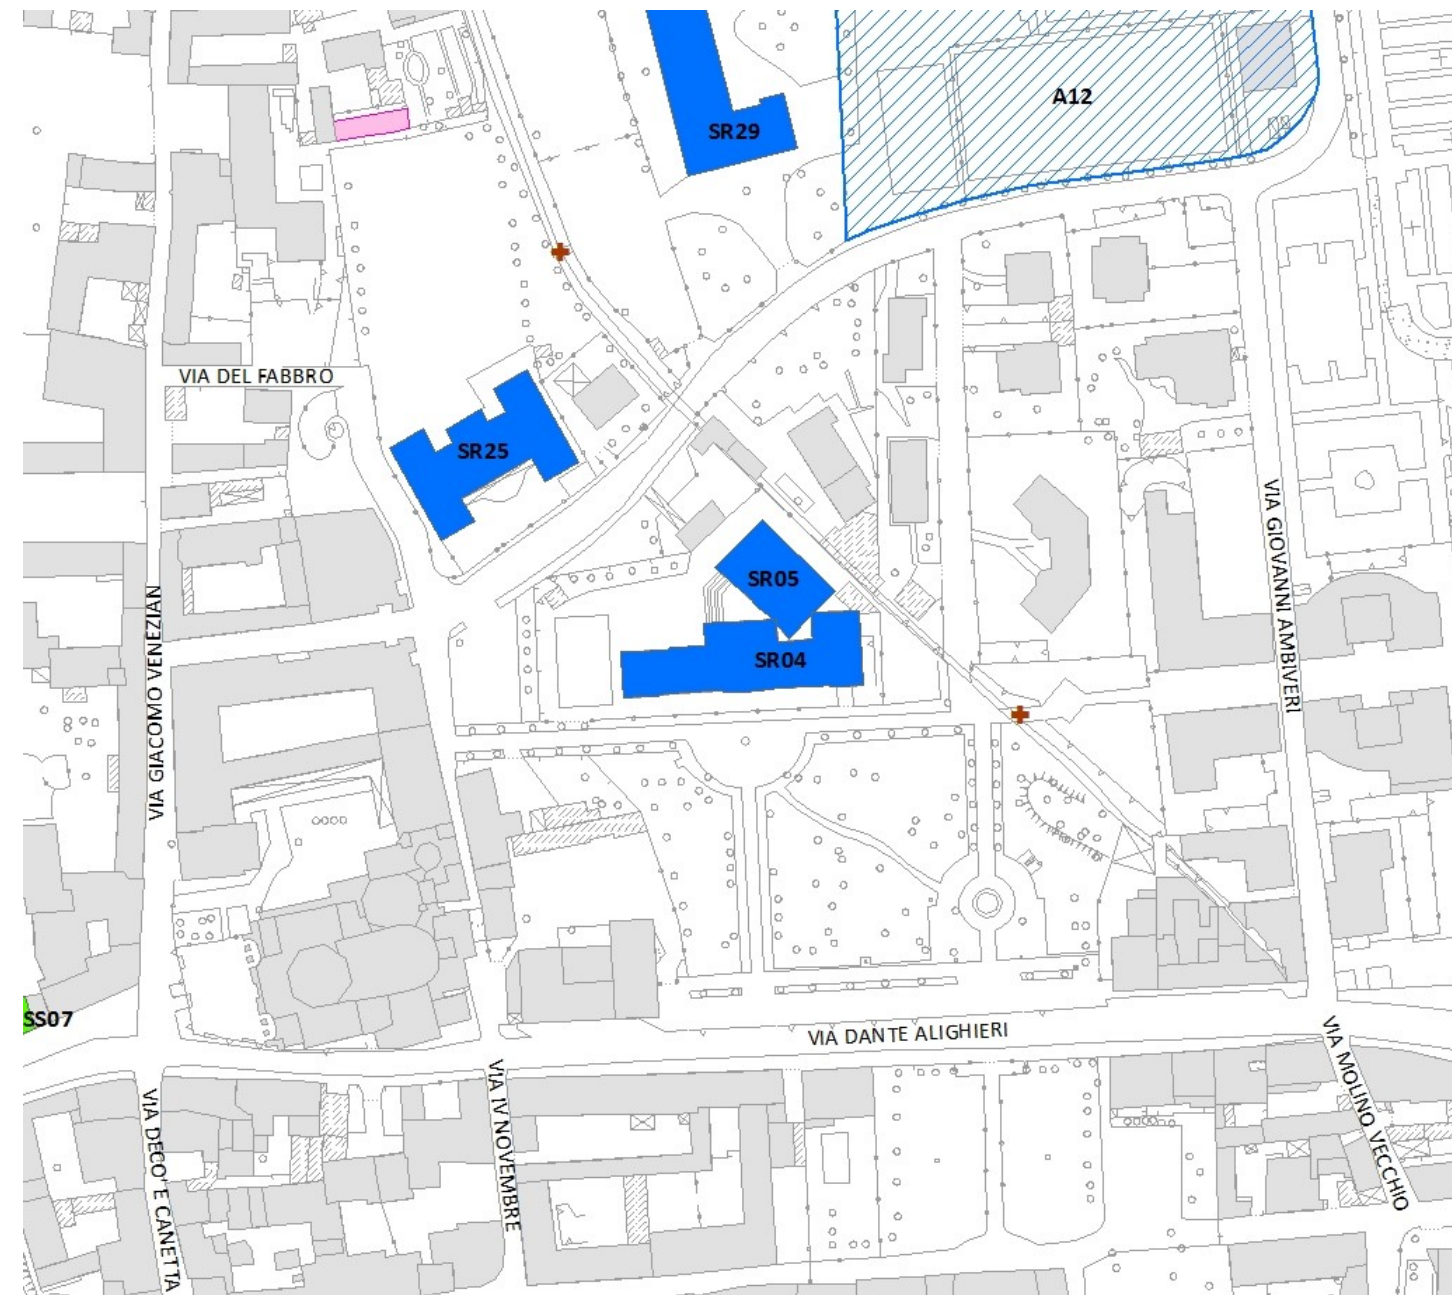 A12
SR29
VIA DEL FABBRO
SR25
SR05
SR04
VIA GIACOMO VENEZIAN
VIA GIOVANNI AMBIVERI
SS07
VIA DANTE ALIGHIERI
VIA DECO' E CANETTA
VIA IV NOVEMBRE
VIA MOLINO VECCHIO